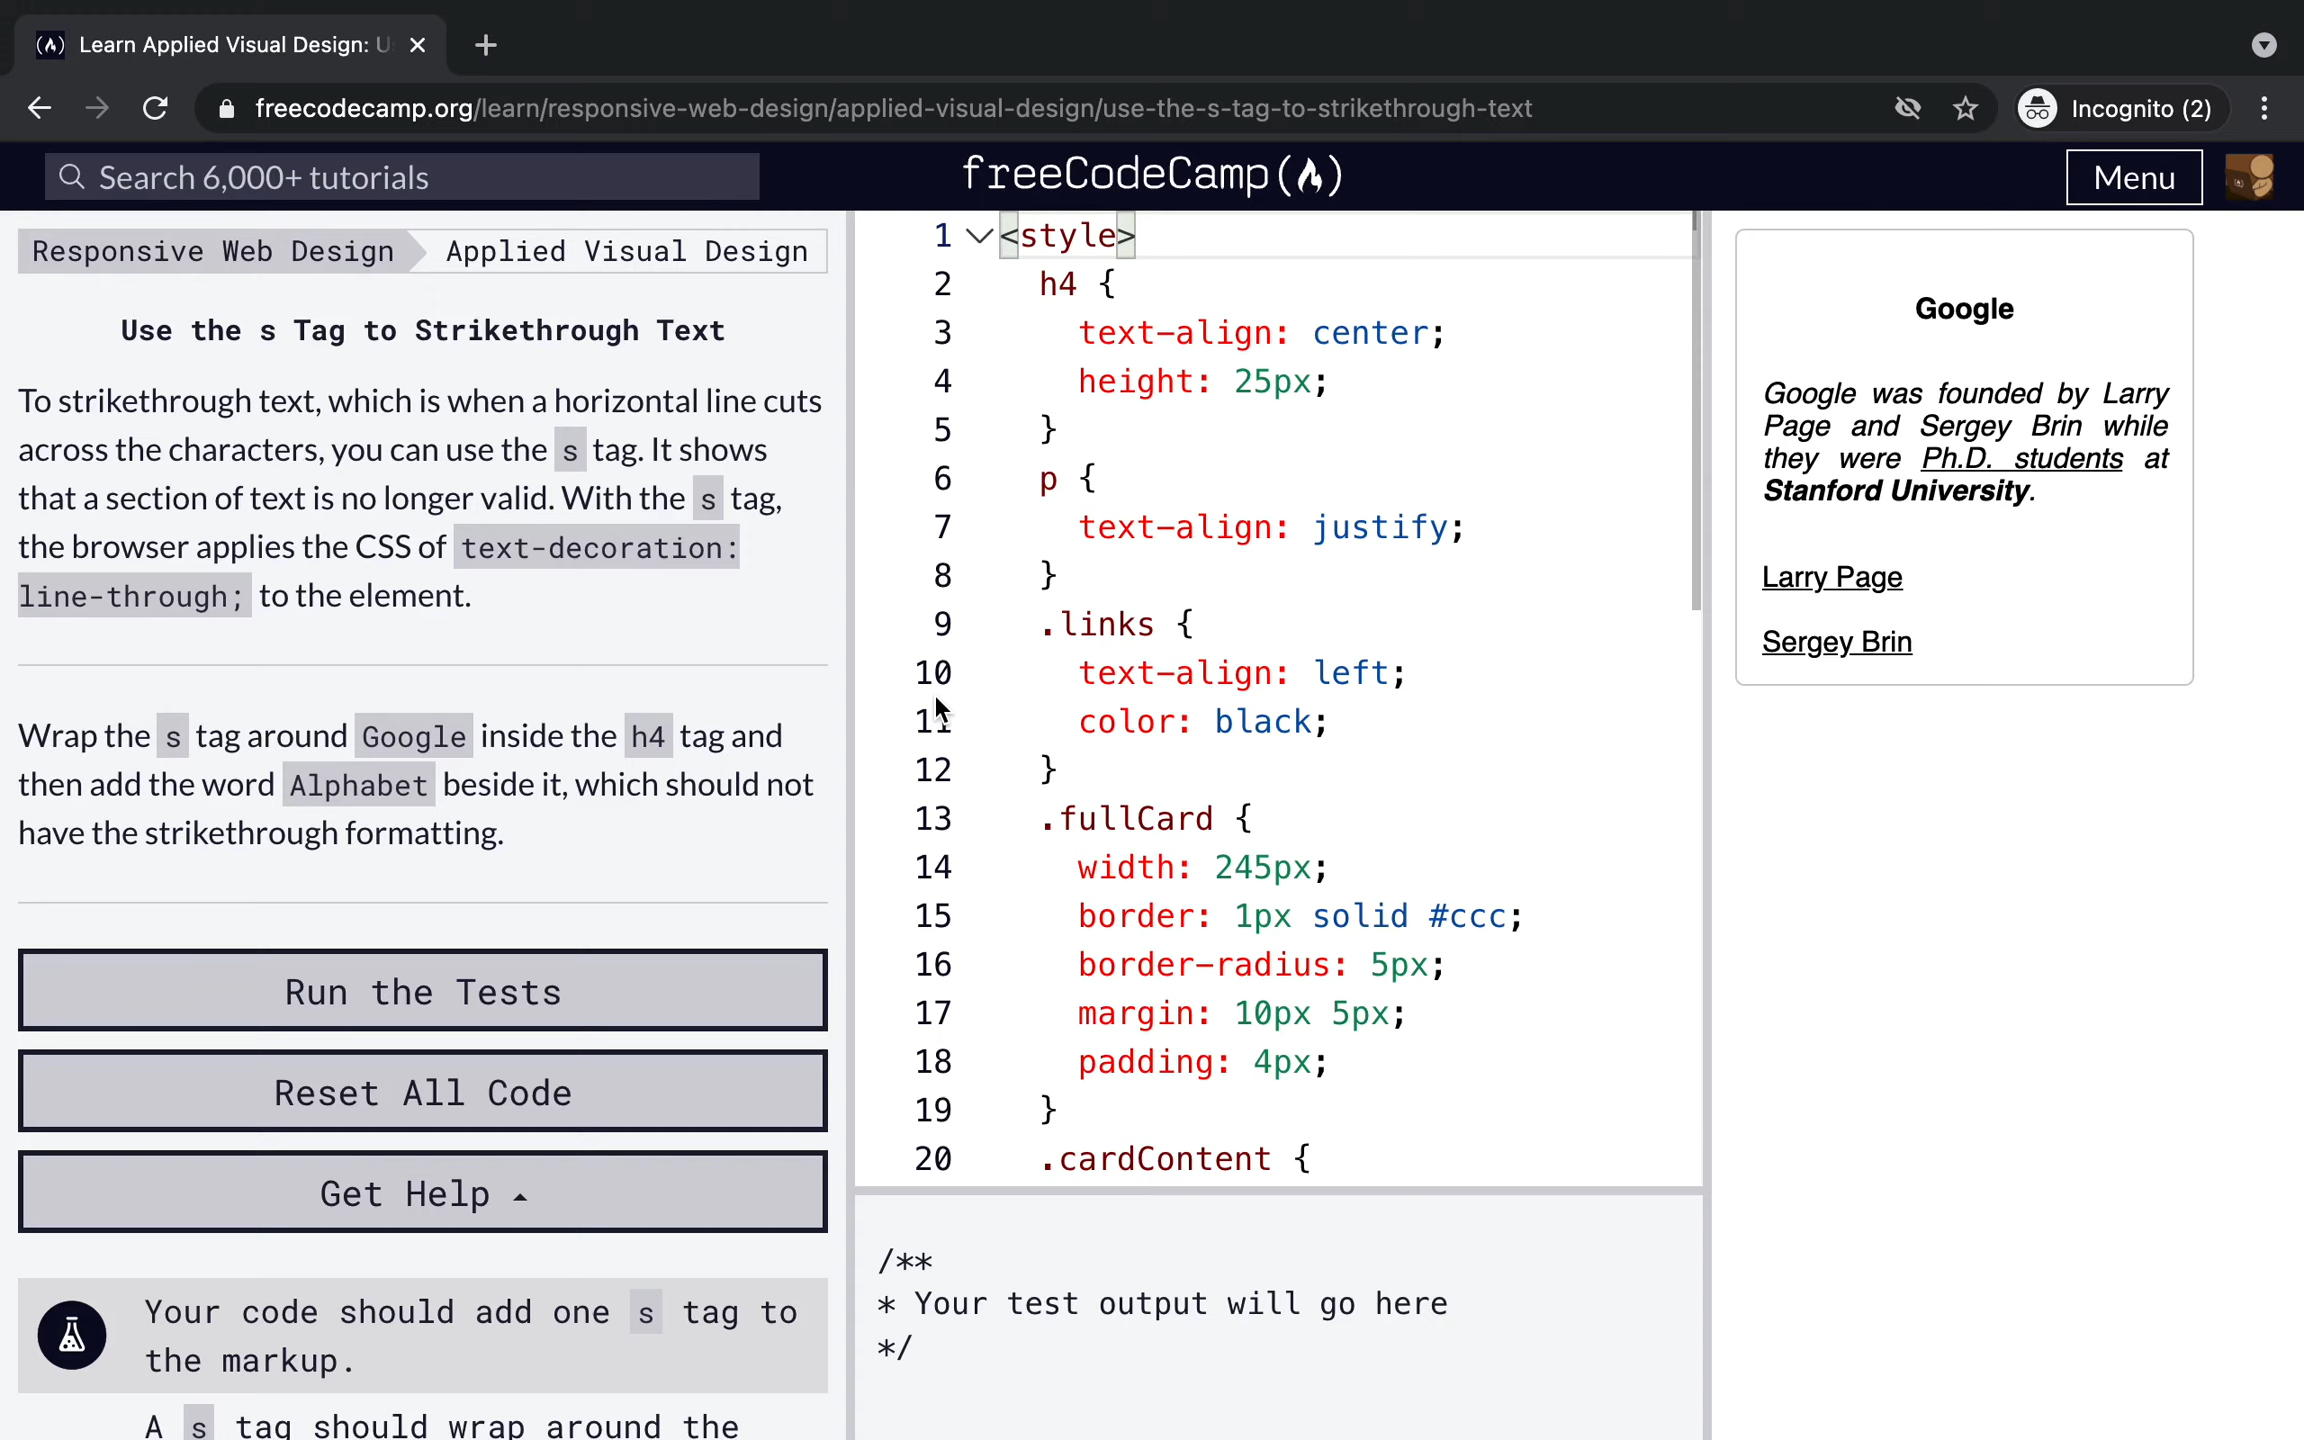 Learn Applied Visual Design: U
freecodecamp.org/learn/responsive-web-design/applied-visual-design/use-the-s-tag-to-strikethrough-text
Incognito (2)
Search 6,000+ tutorials
freeCodeCamp
Menu
Responsive Web Design
Applied Visual Design
Use the s Tag to Strikethrough Text
To strikethrough text, which is when a horizontal line cuts
across the characters, you can use the s tag. It shows
that a section of text is no longer valid. With the s tag,
the browser applies the CSS of text-decoration:
line-through; to the element.
Wrap the s tag around Google inside the h4 tag and
then add the word Alphabet beside it, which should not
have the strikethrough formatting.
Run the Tests
Reset All Code
Get Help
Your code should add one s tag to
the markup.
A s tag should wrap around the
1 <style>
2 h4 {
3 text-align: center;
4 height: 25px;
5 }
6 p {
7 text-align: justify;
8 }
9 .links {
10 text-align: left;
11 color: black;
12 }
13 .fullCard {
14 width: 245px;
15 border: 1px solid #ccc;
16 border-radius: 5px;
17 margin: 10px 5px;
18 padding: 4px;
19 }
20 .cardContent {
/**
* Your test output will go here
*/
Google
Google was founded by Larry
Page and Sergey Brin while
they were Ph.D. students at
Stanford University.
Larry Page
Sergey Brin